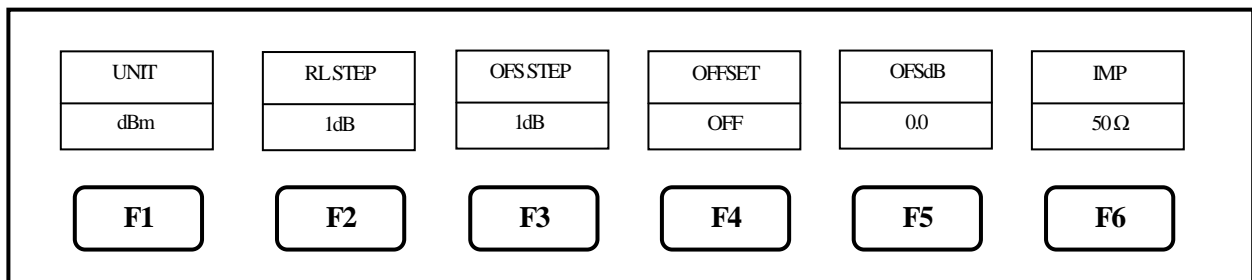 UNIT RL STEP OFS STEP OFFSET OFSdB IMP
dBm 1dB 1dB OFF 0.0 50 Ω
F1 F2 F3 F4 F5 F6